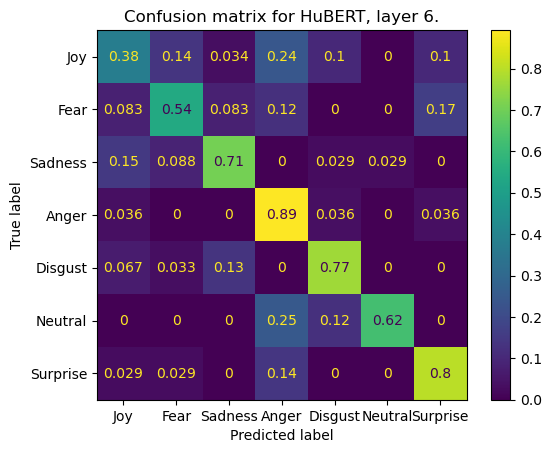 Confusion matrix for HuBERT, layer 6.
True label
Joy 0.38 0.14 0.034 0.24 0.1 0 0.1
Fear 0.083 0.54 0.083 0.12 0 0 0.17
Sadness 0.15 0.088 0.71 0 0.029 0.029 0
Anger 0.036 0 0 0.89 0.036 0 0.036
Disgust 0.067 0.033 0.13 0 0.77 0 0
Neutral 0 0 0 0.25 0.12 0.62 0
Surprise 0.029 0.029 0 0.14 0 0 0.8
Joy Fear Sadness Anger Disgust Neutral Surprise
Predicted label
0.8
0.7
0.6
0.5
0.4
0.3
0.2
0.1
0.0